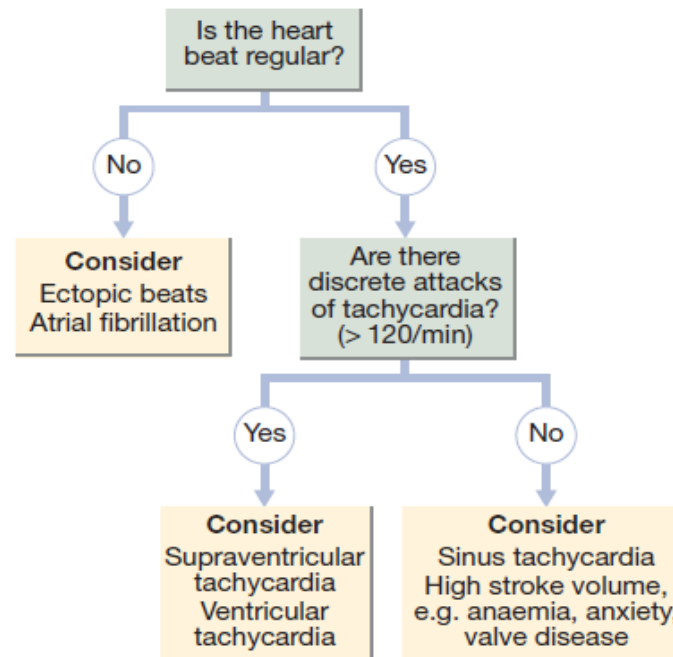 Is the heart
beat regular?
No
Yes
Consider
Ectopic beats
Atrial fibrillation
Are there
discrete attacks
of tachycardia?
(> 120/min)
Yes
No
Consider
Supraventricular
tachycardia
Ventricular
tachycardia
Consider
Sinus tachycardia
High stroke volume,
e.g. anaemia, anxiety,
valve disease